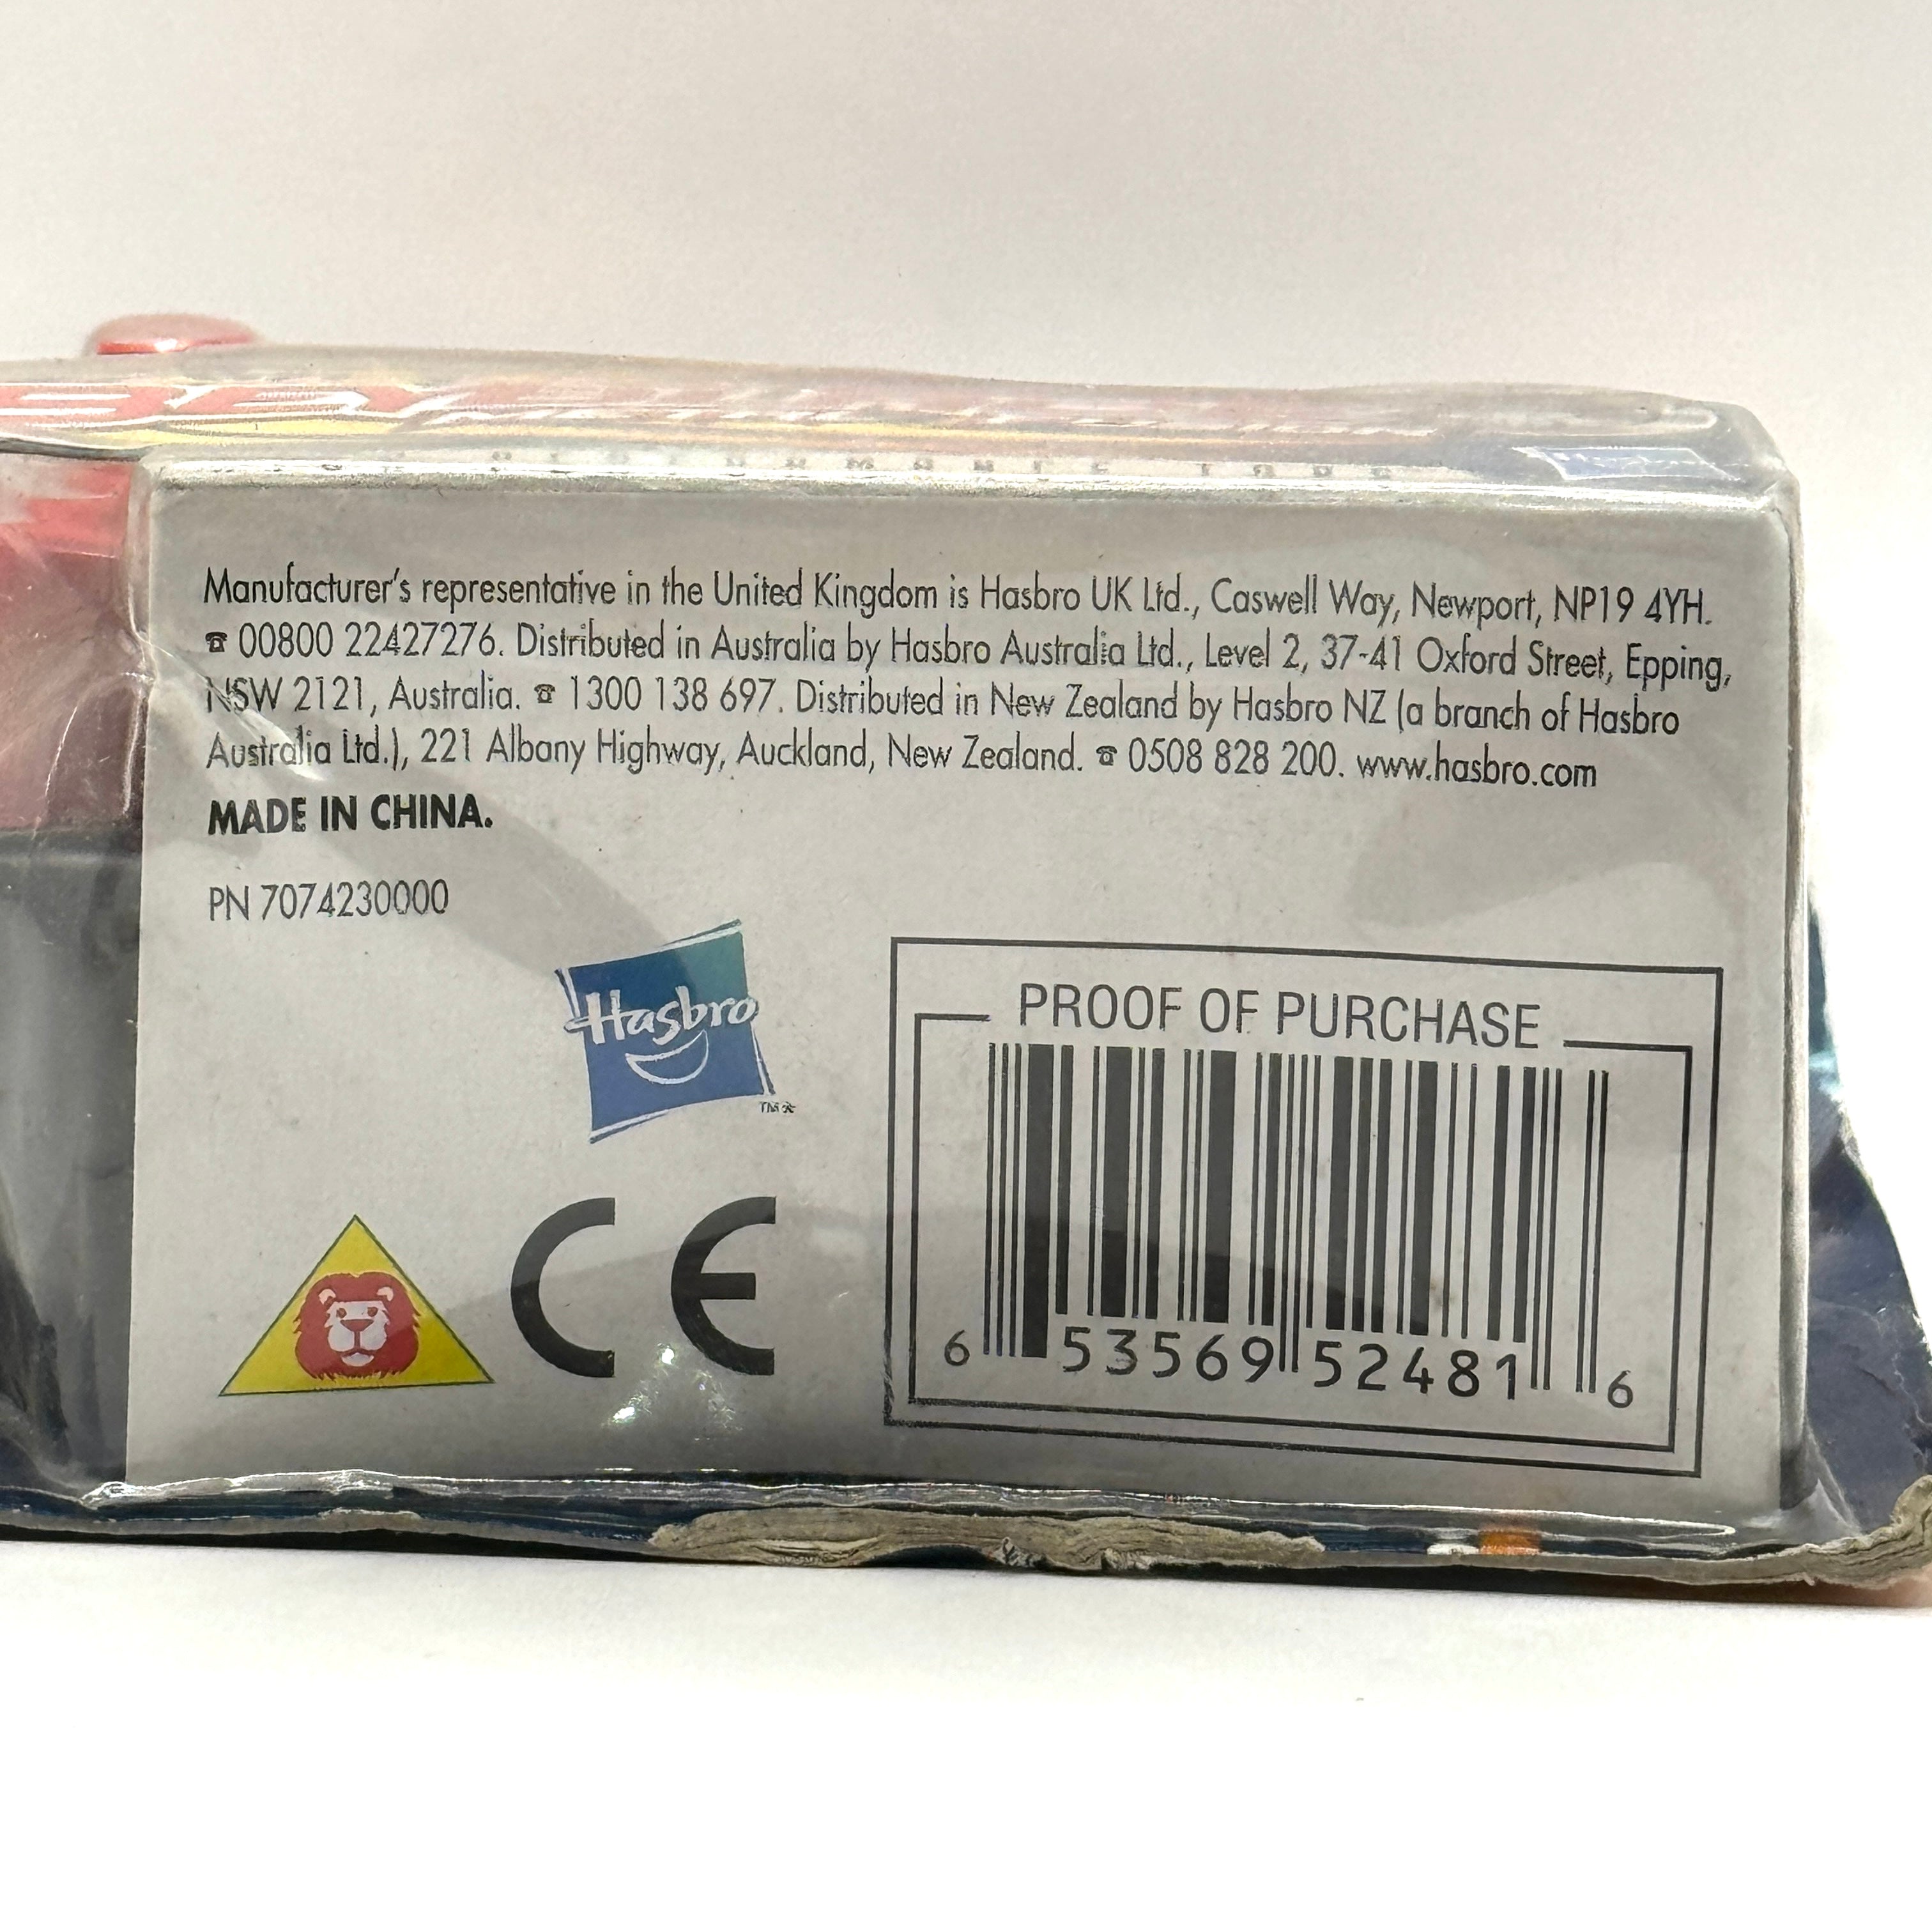 PERFORMANCE TOPS
Manufacturer's representative in the United Kingdom is Hasbro UK Ltd., Caswell Way, Newport, NP19 4YH.
☎ 00800 22427276. Distributed in Australia by Hasbro Australia Ltd., Level 2, 37-41 Oxford Street, Epping,
NSW 2121, Australia. ☎ 1300 138 697. Distributed in New Zealand by Hasbro NZ (a branch of Hasbro
Australia Ltd.), 221 Albany Highway, Auckland, New Zealand. ☎ 0508 828 200. www.hasbro.com
MADE IN CHINA.
PN 7074230000
Hasbro
TM*
CE
PROOF OF PURCHASE
6 53569 52481 6